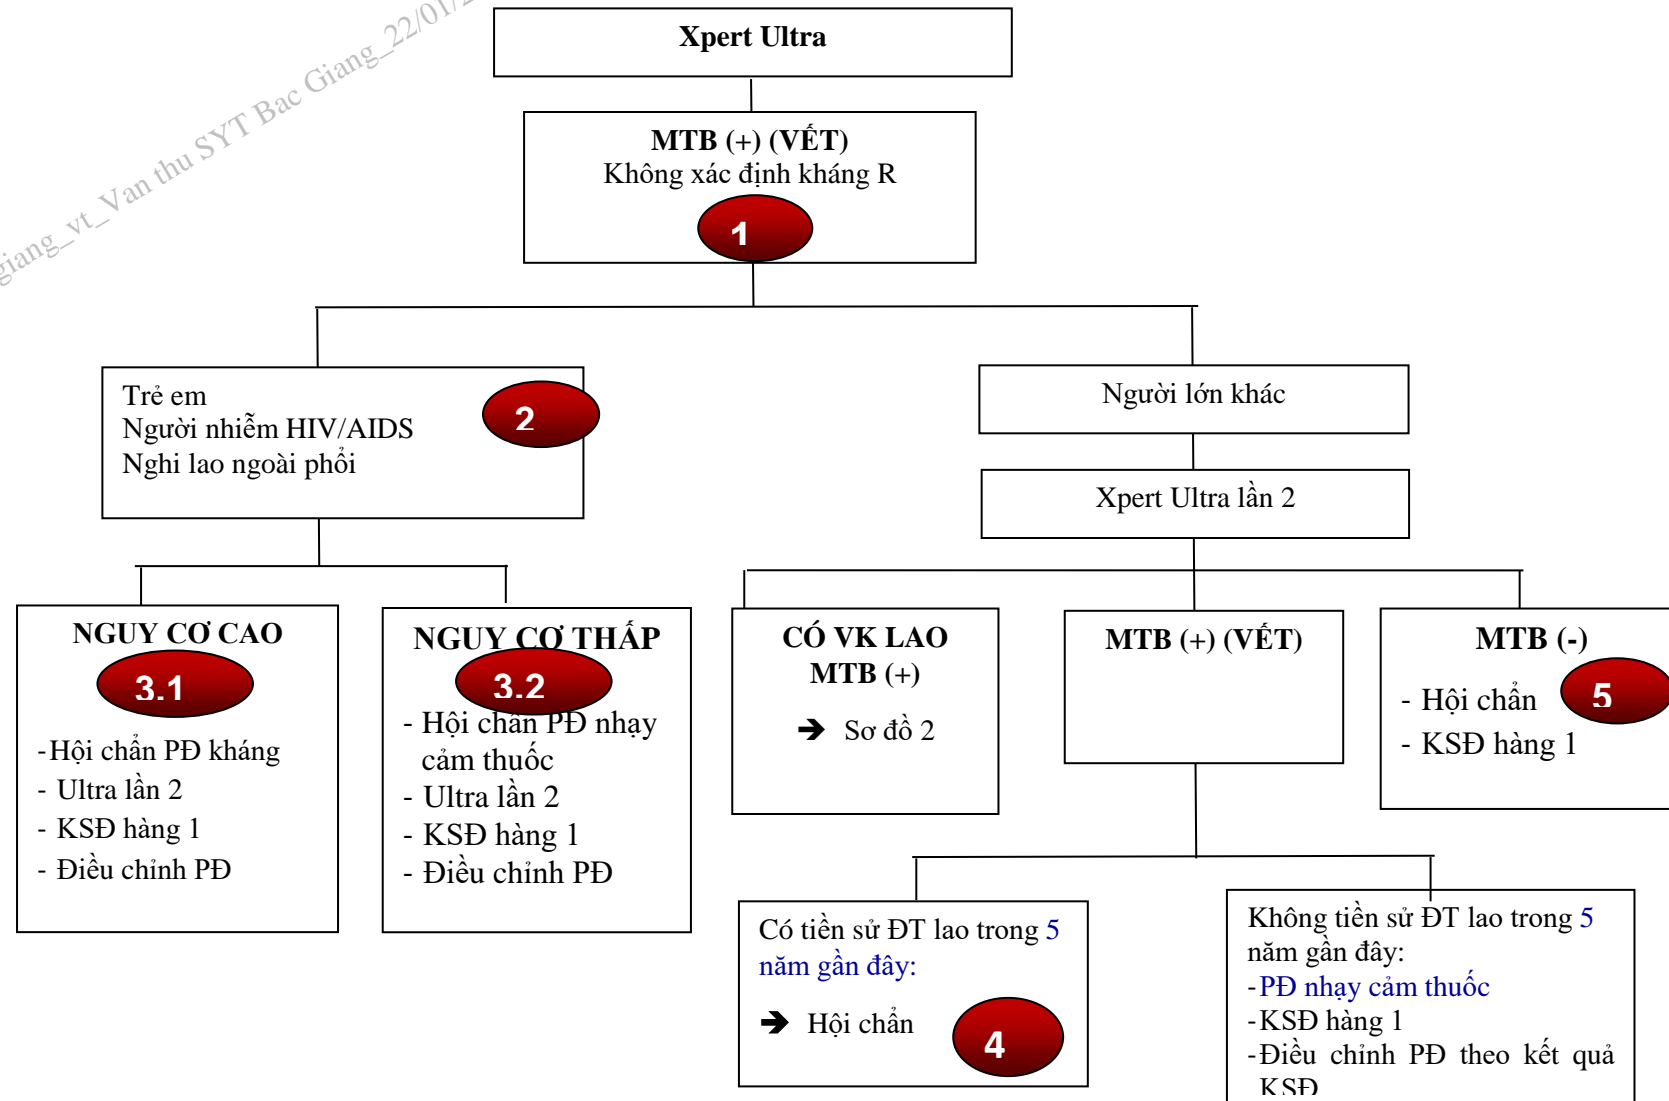 giang_vt_Van thu SYT Bac Giang_22/01/2
Xpert Ultra
MTB (+) (VẾT)
Không xác định kháng R
1
Trẻ em
Người nhiễm HIV/AIDS
Nghi lao ngoài phổi
2
Người lớn khác
Xpert Ultra lần 2
NGUY CƠ CAO
3.1
-Hội chẩn PĐ kháng
- Ultra lần 2
- KSĐ hàng 1
- Điều chỉnh PĐ
NGUY CƠ THẤP
3.2
- Hội chẩn PĐ nhạy
cảm thuốc
- Ultra lần 2
- KSĐ hàng 1
- Điều chỉnh PĐ
CÓ VK LAO
MTB (+)
➔ Sơ đồ 2
MTB (+) (VẾT)
MTB (-)
- Hội chẩn
5
- KSĐ hàng 1
Có tiền sử ĐT lao trong 5
năm gần đây:
➔ Hội chẩn
4
Không tiền sử ĐT lao trong 5
năm gần đây:
-PĐ nhạy cảm thuốc
-KSĐ hàng 1
-Điều chỉnh PĐ theo kết quả
KSĐ